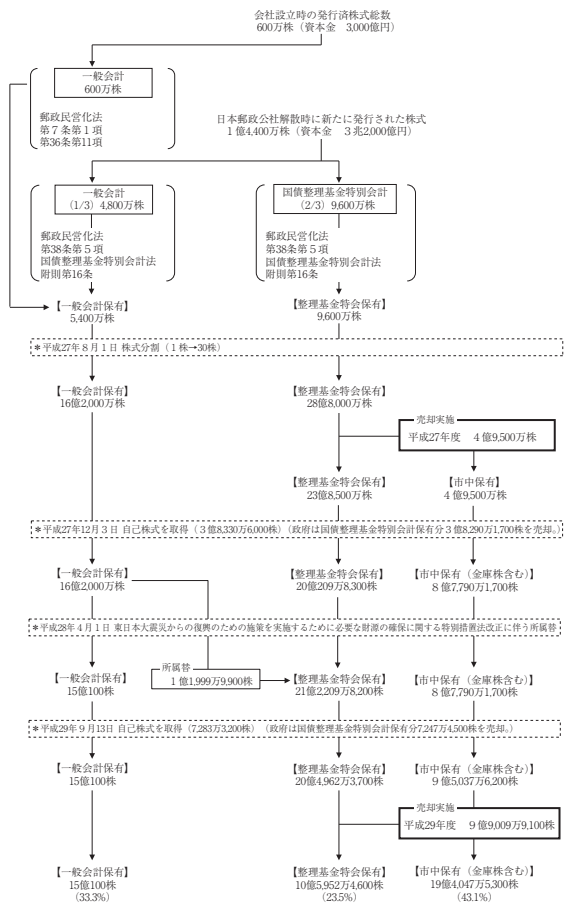 会社設立時の発行済株式総数
600万株（資本金　3,000億円）
一般会計
600万株
郵政民営化法
第７条第１項
第36条第11項
日本郵政公社解散時に新たに発行された株式
１億4,400万株（資本金　３兆2,000億円）
一般会計
（1/3）4,800万株
国債整理基金特別会計
（2/3）9,600万株
郵政民営化法
第38条第５項
国債整理基金特別会計法
附則第16条
郵政民営化法
第38条第５項
国債整理基金特別会計法
附則第16条
【一般会計保有】
5,400万株
【整理基金特会保有】
9,600万株
＊平成27年８月１日 株式分割（１株→30株）
【一般会計保有】
16億2,000万株
【整理基金特会保有】
28億8,000万株
売却実施
平成27年度　４億9,500万株
【整理基金特会保有】
23億8,500万株
【市中保有】
４億9,500万株
＊平成27年12月３日 自己株式を取得（３億8,330万6,000株）（政府は国債整理基金特別会計保有分３億8,290万1,700株を売却。）
【一般会計保有】
16億2,000万株
【整理基金特会保有】
20億209万8,300株
【市中保有（金庫株含む）】
８億7,790万1,700株
＊平成28年４月１日 東日本大震災からの復興のための施策を実施するために必要な財源の確保に関する特別措置法改正に伴う所属替
所属替
１億1,999万9,900株
【一般会計保有】
15億100株
【整理基金特会保有】
21億2,209万8,200株
【市中保有（金庫株含む）】
８億7,790万1,700株
＊平成29年９月13日 自己株式を取得（7,283万3,200株）（政府は国債整理基金特別会計保有分7,247万4,500株を売却。）
【一般会計保有】
15億100株
【整理基金特会保有】
20億4,962万3,700株
【市中保有（金庫株含む）】
９億5,037万6,200株
売却実施
平成29年度　９億9,009万9,100株
【一般会計保有】
15億100株
（33.3%）
【整理基金特会保有】
10億5,952万4,600株
（23.5%）
【市中保有（金庫株含む）】
19億4,047万5,300株
（43.1%）